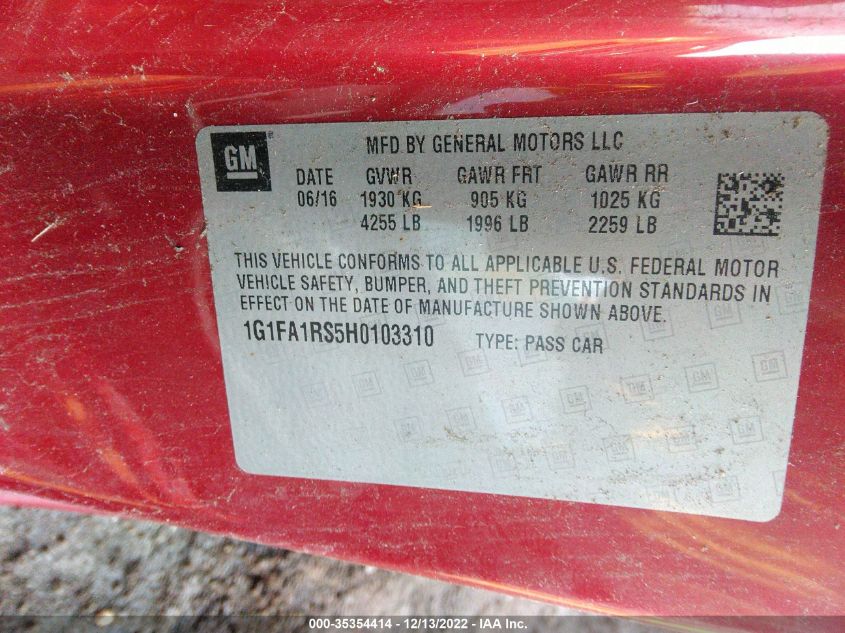 GM
MFD BY GENERAL MOTORS LLC
DATE GVWR GAWR FRT GAWR RR
06/16 1930 KG 905 KG 1025 KG
4255 LB 1996 LB 2259 LB
THIS VEHICLE CONFORMS TO ALL APPLICABLE U.S. FEDERAL MOTOR
VEHICLE SAFETY, BUMPER, AND THEFT PREVENTION STANDARDS IN
EFFECT ON THE DATE OF MANUFACTURE SHOWN ABOVE.
1G1FA1RS5H0103310 TYPE: PASS CAR
000-35354414 - 12/13/2022 - IAA Inc.